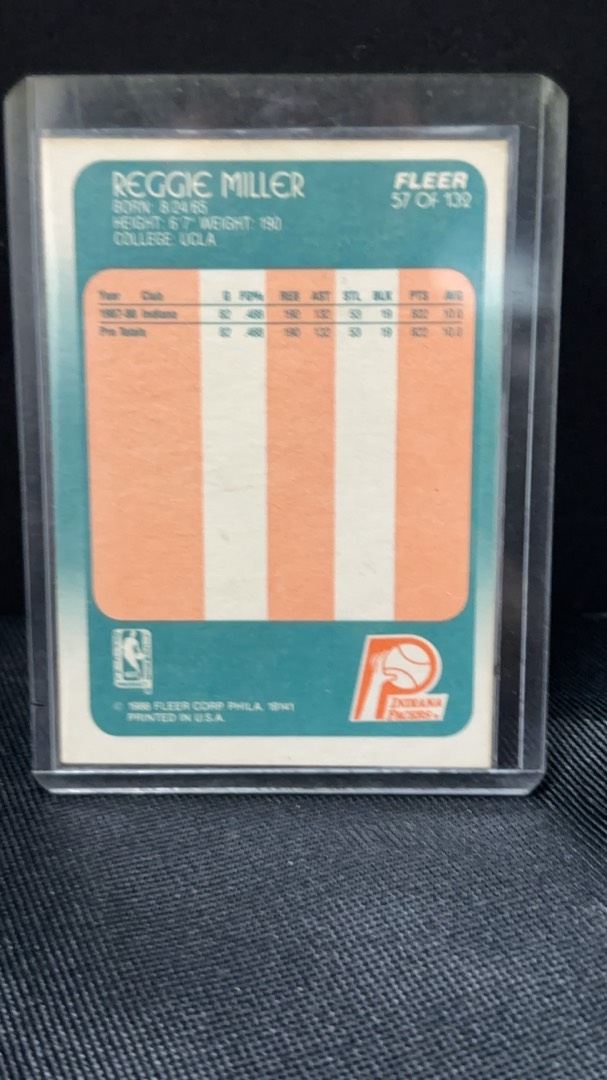 REGGIE MILLER
FLEER
57 OF 132
BORN: 8 24 65
HEIGHT: 6' 7" WEIGHT: 190
COLLEGE: UCLA
Year Club G FG% REB AST STL BLK PTS AVG
1987-88 Indiana 82 .488 190 132 53 19 822 10.0
Pro Totals 82 .488 190 132 53 19 822 10.0
INDIANA
PACERS
© 1988 FLEER CORP. PHILA. 19141
PRINTED IN U.S.A.